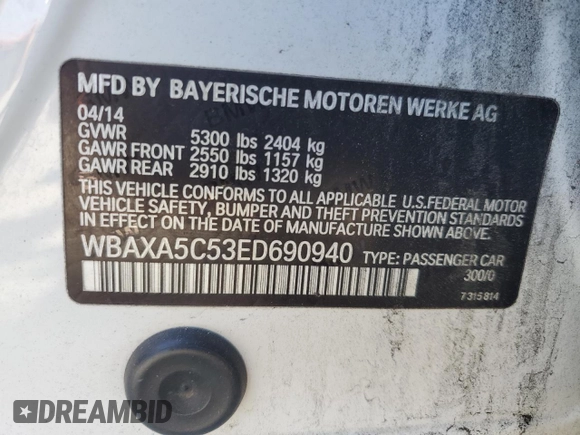 MFD BY BAYERISCHE MOTOREN WERKE AG
04/14
GVWR 5300 lbs 2404 kg
GAWR FRONT 2550 lbs 1157 kg
GAWR REAR 2910 lbs 1320 kg
THIS VEHICLE CONFORMS TO ALL APPLICABLE U.S.FEDERAL MOTOR
VEHICLE SAFETY, BUMPER AND THEFT PREVENTION STANDARDS
IN EFFECT ON THE DATE OF MANUFACTURE SHOWN ABOVE.
WBAXA5C53ED690940 TYPE: PASSENGER CAR
300/0
7315814
DREAMBID